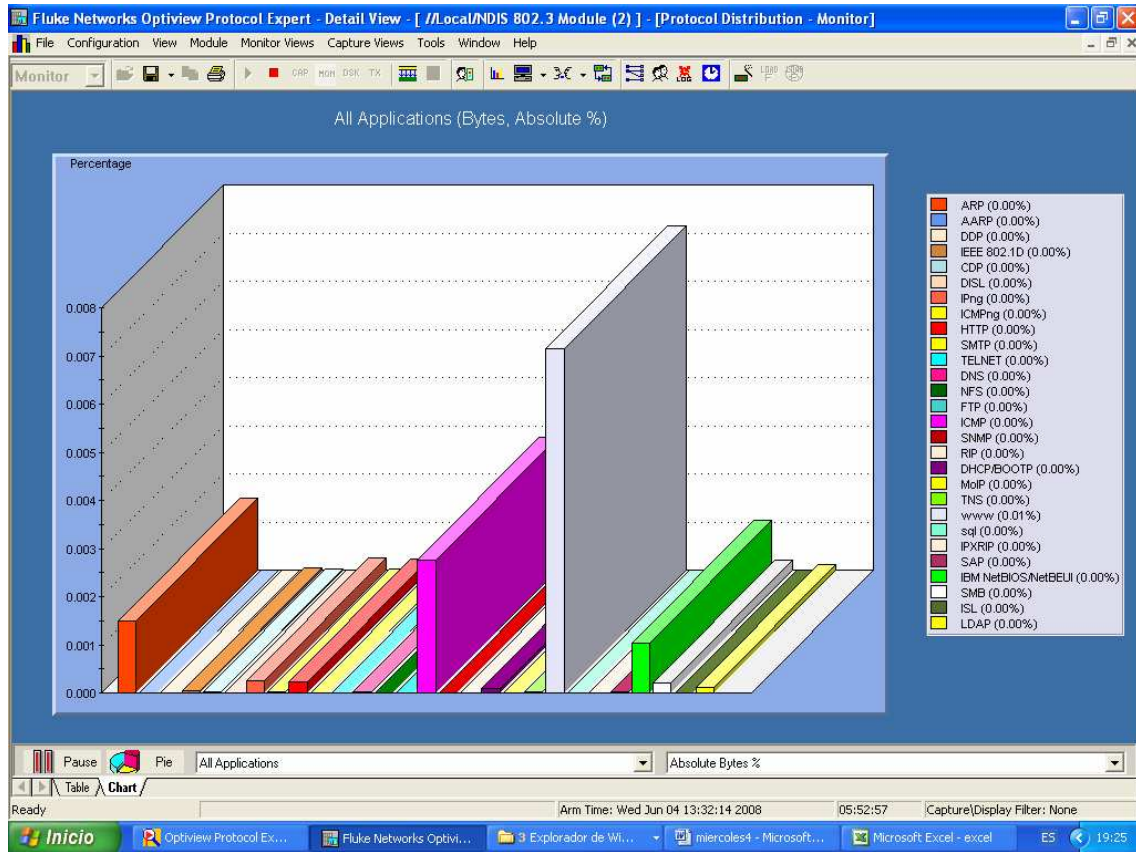 Fluke Networks Optiview Protocol Expert - Detail View - [ //Local/NDIS 802.3 Module (2) ] - [Protocol Distribution - Monitor]
File Configuration View Module Monitor Views Capture Views Tools Window Help
Monitor CAP MON DSK TX LOAD
All Applications (Bytes, Absolute %)
Percentage
0.008
0.007
0.006
0.005
0.004
0.003
0.002
0.001
0.000
ARP (0.00%)
AARP (0.00%)
DDP (0.00%)
IEEE 802.1D (0.00%)
CDP (0.00%)
DISL (0.00%)
IPng (0.00%)
ICMPng (0.00%)
HTTP (0.00%)
SMTP (0.00%)
TELNET (0.00%)
DNS (0.00%)
NFS (0.00%)
FTP (0.00%)
ICMP (0.00%)
SNMP (0.00%)
RIP (0.00%)
DHCP/BOOTP (0.00%)
MoIP (0.00%)
TNS (0.00%)
www (0.01%)
sql (0.00%)
IPXRIP (0.00%)
SAP (0.00%)
IBM NetBIOS/NetBEUI (0.00%)
SMB (0.00%)
ISL (0.00%)
LDAP (0.00%)
Pause Pie All Applications Absolute Bytes %
Table Chart
Ready Arm Time: Wed Jun 04 13:32:14 2008 05:52:57 Capture\Display Filter: None
Inicio Optiview Protocol Ex... Fluke Networks Optivi... 3 Explorador de Wi... miercoles4 - Microsoft... Microsoft Excel - excel ES 19:25